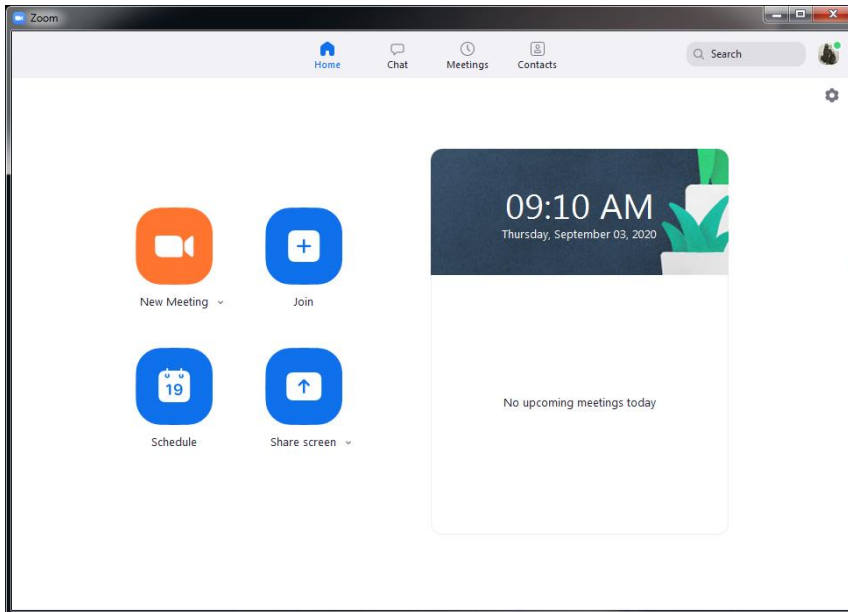 Zoom
Home
Chat
Meetings
Contacts
Search
09:10 AM
Thursday, September 03, 2020
New Meeting
Join
19
Schedule
Share screen
No upcoming meetings today